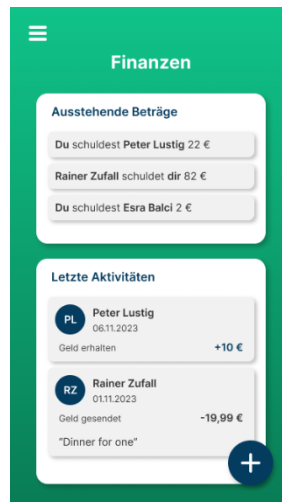 Finanzen
Ausstehende Beträge
Du schuldest Peter Lustig 22 €
Rainer Zufall schuldet dir 82 €
Du schuldest Esra Balci 2 €
Letzte Aktivitäten
PL
Peter Lustig
06.11.2023
Geld erhalten +10 €
RZ
Rainer Zufall
01.11.2023
Geld gesendet -19,99 €
“Dinner for one”